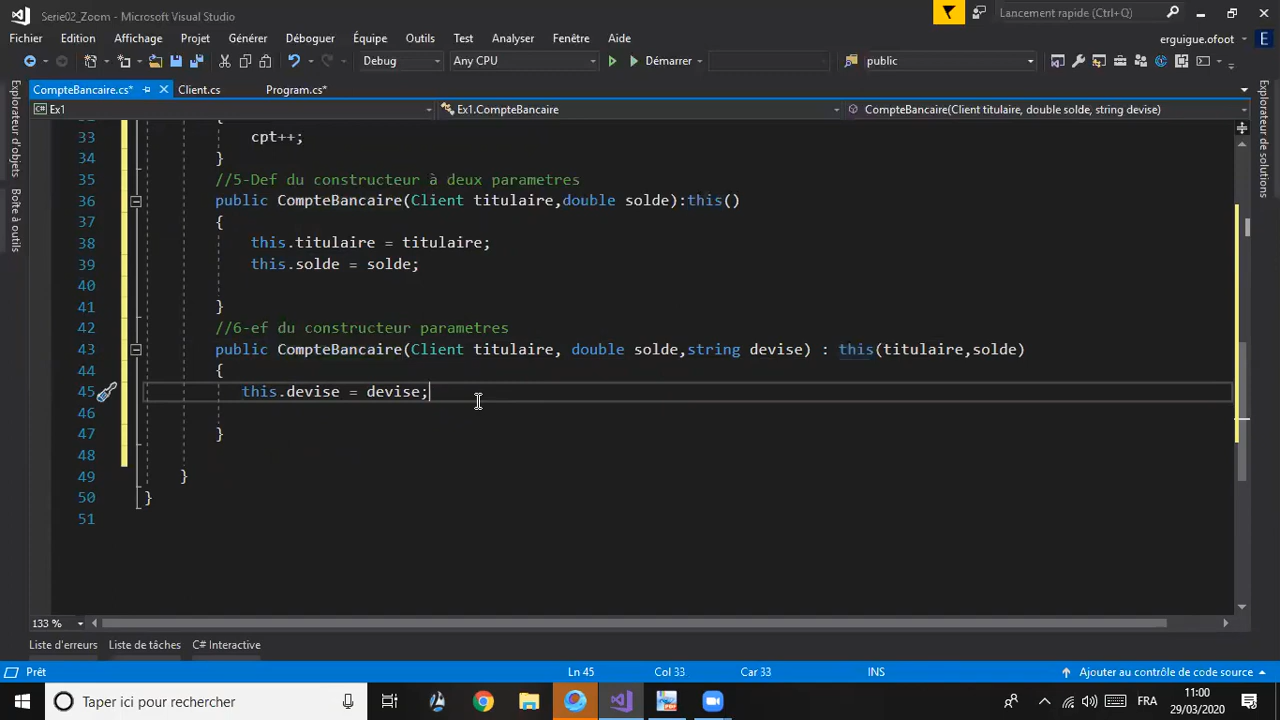 Serie02_Zoom - Microsoft Visual Studio
Lancement rapide (Ctrl+Q)
Fichier Edition Affichage Projet Générer Déboguer Équipe Outils Test Analyser Fenêtre Aide
erguigue.ofoot E
Debug Any CPU Démarrer public
CompteBancaire.cs* Client.cs Program.cs*
Ex1 Ex1.CompteBancaire CompteBancaire(Client titulaire, double solde, string devise)
Explorateur d'objets
Boîte à outils
Explorateur de solutions
33 cpt++;
34 }
35 //5-Def du constructeur à deux parametres
36 public CompteBancaire(Client titulaire,double solde):this()
37 {
38 this.titulaire = titulaire;
39 this.solde = solde;
40
41 }
42 //6-ef du constructeur parametres
43 public CompteBancaire(Client titulaire, double solde,string devise) : this(titulaire,solde)
44 {
45 this.devise = devise;
46
47 }
48
49 }
50 }
51
133 %
Liste d'erreurs Liste de tâches C# Interactive
Prêt Ln 45 Col 33 Car 33 INS Ajouter au contrôle de code source
Taper ici pour rechercher
FRA
11:00
29/03/2020